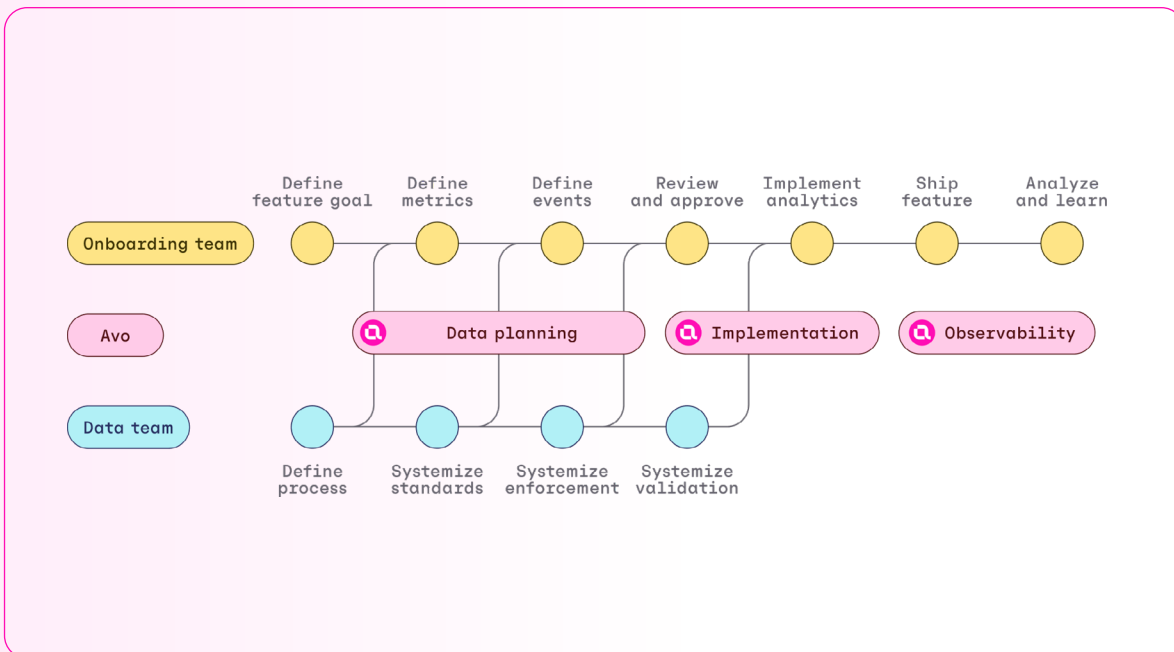 Define
feature goal
Define
metrics
Define
events
Review
and approve
Implement
analytics
Ship
feature
Analyze
and learn
Onboarding team
Avo
Data planning
Implementation
Observability
Data team
Define
process
Systemize
standards
Systemize
enforcement
Systemize
validation